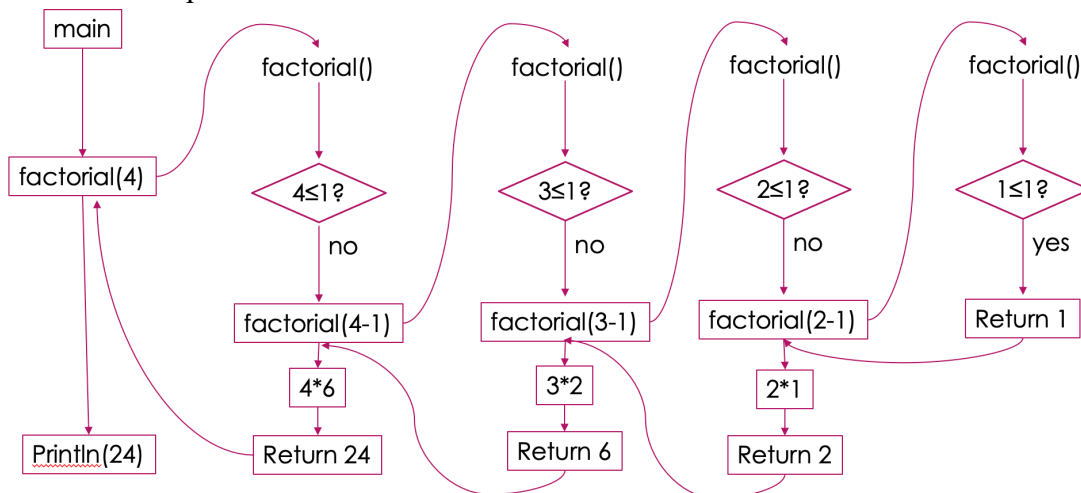 main
factorial()
factorial()
factorial()
factorial()
factorial(4)
4≤1?
3≤1?
2≤1?
1≤1?
no
no
no
yes
factorial(4-1)
factorial(3-1)
factorial(2-1)
Return 1
4*6
3*2
2*1
Println(24)
Return 24
Return 6
Return 2